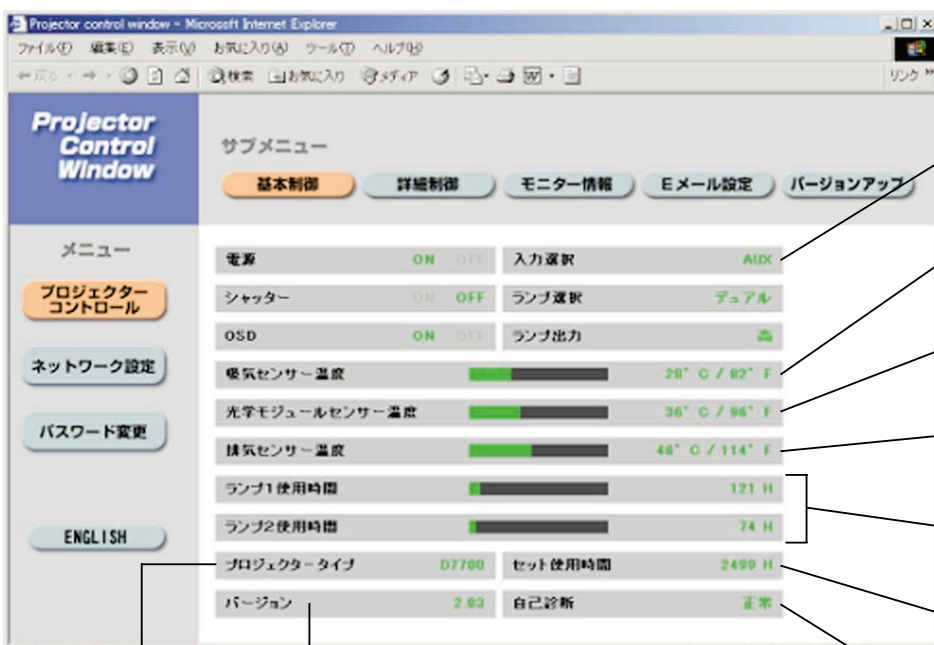 Projector control window - Microsoft Internet Explorer
ファイル(F) 編集(E) 表示(V) お気に入り(A) ツール(T) ヘルプ(H)
戻る 検索 お気に入り メディア リンク »
Projector
Control
Window
サブメニュー
基本制御 詳細制御 モニター情報 Eメール設定 バージョンアップ
メニュー
プロジェクター
コントロール
ネットワーク設定
パスワード変更
ENGLISH
電源 ON OFF 入力選択 AUX
シャッター ON OFF ランプ選択 デュアル
OSD ON OFF ランプ出力 高
吸気センサー温度 28° C / 82° F
光学モジュールセンサー温度 36° C / 96° F
排気センサー温度 46° C / 114° F
ランプ1使用時間 121 H
ランプ2使用時間 74 H
プロジェクタータイプ D7700 セット使用時間 2499 H
バージョン 2.03 自己診断 正常